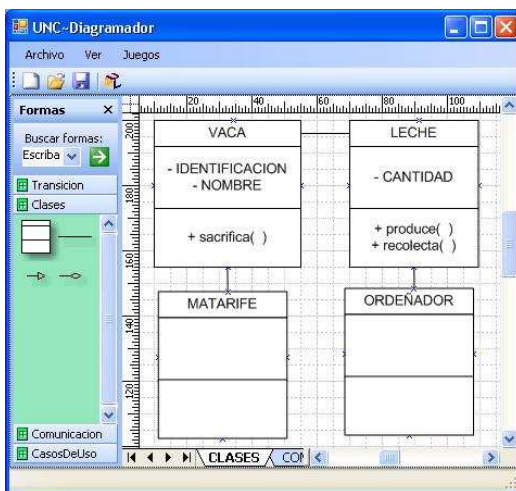 UNC~Diagramador
Archivo Ver Juegos
Formas X
Buscar formas:
Escriba
Transicion
Clases
Comunicacion
CasosDeUso
20 40 60 80 100
200
180
160
140
120
VACA
- IDENTIFICACION
- NOMBRE
+ sacrifica( )
LECHE
- CANTIDAD
+ produce( )
+ recolecta( )
MATARIFE
ORDEÑADOR
CLASES